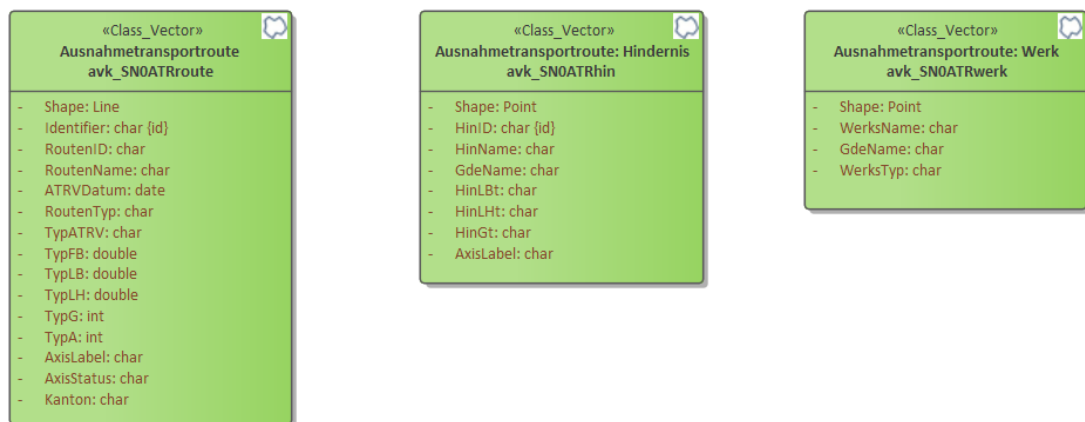 «Class_Vector»
Ausnahmetransportroute
avk_SN0ATRroute
- Shape: Line
- Identifier: char {id}
- RoutenID: char
- RoutenName: char
- ATRVDatum: date
- RoutenTyp: char
- TypATRV: char
- TypFB: double
- TypLB: double
- TypLH: double
- TypG: int
- TypA: int
- AxisLabel: char
- AxisStatus: char
- Kanton: char
«Class_Vector»
Ausnahmetransportroute: Hindernis
avk_SN0ATRhin
- Shape: Point
- HinID: char {id}
- HinName: char
- GdeName: char
- HinLBt: char
- HinLHt: char
- HinGt: char
- AxisLabel: char
«Class_Vector»
Ausnahmetransportroute: Werk
avk_SN0ATRwerk
- Shape: Point
- WerksName: char
- GdeName: char
- WerksTyp: char